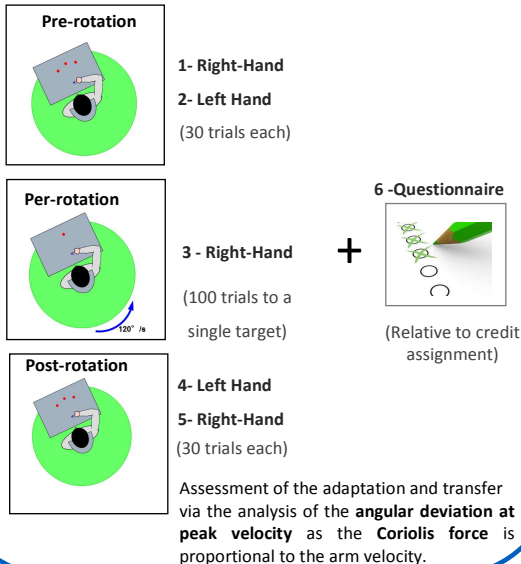 Pre-rotation
1- Right-Hand
2- Left Hand
(30 trials each)
Per-rotation
120° /s
3 - Right-Hand
(100 trials to a
single target)
+
6 -Questionnaire
(Relative to credit
assignment)
Post-rotation
4- Left Hand
5- Right-Hand
(30 trials each)
Assessment of the adaptation and transfer
via the analysis of the angular deviation at
peak velocity as the Coriolis force is
proportional to the arm velocity.